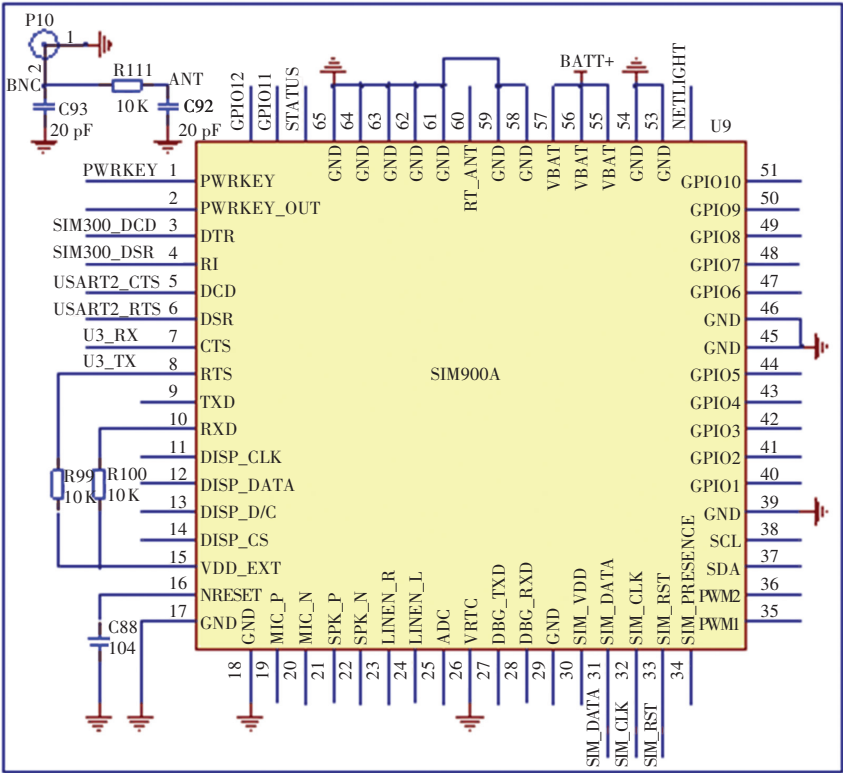 P10
1
2
BNC
R111
10K
ANT
C93
20 pF
C92
20 pF
GPIO12
GPIO11
STATUS
65
64
63
62
61
60
59
58
57
56
55
54
53
BATT+
NETLIGHT
U9
GND
GND
GND
GND
GND
RT_ANT
GND
GND
VBAT
VBAT
VBAT
GND
GND
PWRKEY 1 PWRKEY
2 PWRKEY_OUT
SIM300_DCD 3 DTR
SIM300_DSR 4 RI
USART2_CTS 5 DCD
USART2_RTS 6 DSR
U3_RX 7 CTS
U3_TX 8 RTS
9 TXD
10 RXD
11 DISP_CLK
12 DISP_DATA
13 DISP_D/C
14 DISP_CS
15 VDD_EXT
16 NRESET
17 GND
R99
10K
R100
10K
C88
104
SIM900A
GPIO10 51
GPIO9 50
GPIO8 49
GPIO7 48
GPIO6 47
GND 46
GND 45
GPIO5 44
GPIO4 43
GPIO3 42
GPIO2 41
GPIO1 40
GND 39
SCL 38
SDA 37
PWM2 36
PWM1 35
GND
MIC_P
MIC_N
SPK_P
SPK_N
LINEN_R
LINEN_L
ADC
VRTC
DBG_TXD
DBG_RXD
GND
SIM_VDD
SIM_DATA
SIM_CLK
SIM_RST
SIM_PRESENCE
18
19
20
21
22
23
24
25
26
27
28
29
30
31
32
33
34
SIM_DATA
SIM_CLK
SIM_RST